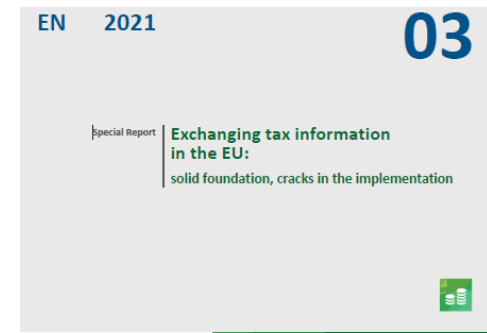 EN 2021 03
Special Report
Exchanging tax information
in the EU:
solid foundation, cracks in the implementation